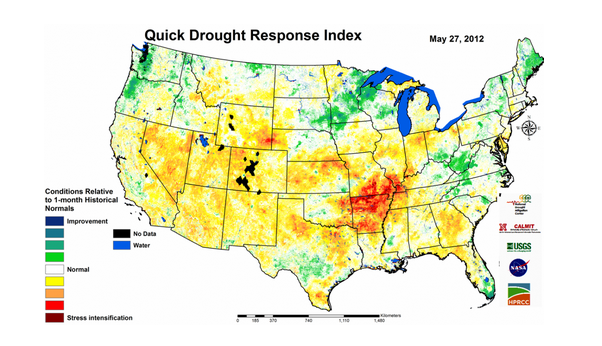 Quick Drought Response Index
May 27, 2012
Conditions Relative
to 1-month Historical
Normals
Improvement
No Data
Water
Normal
Stress intensification
CALMIT
USGS
NASA
HPRCC
Kilometers
0 185 370 740 1,110 1,480